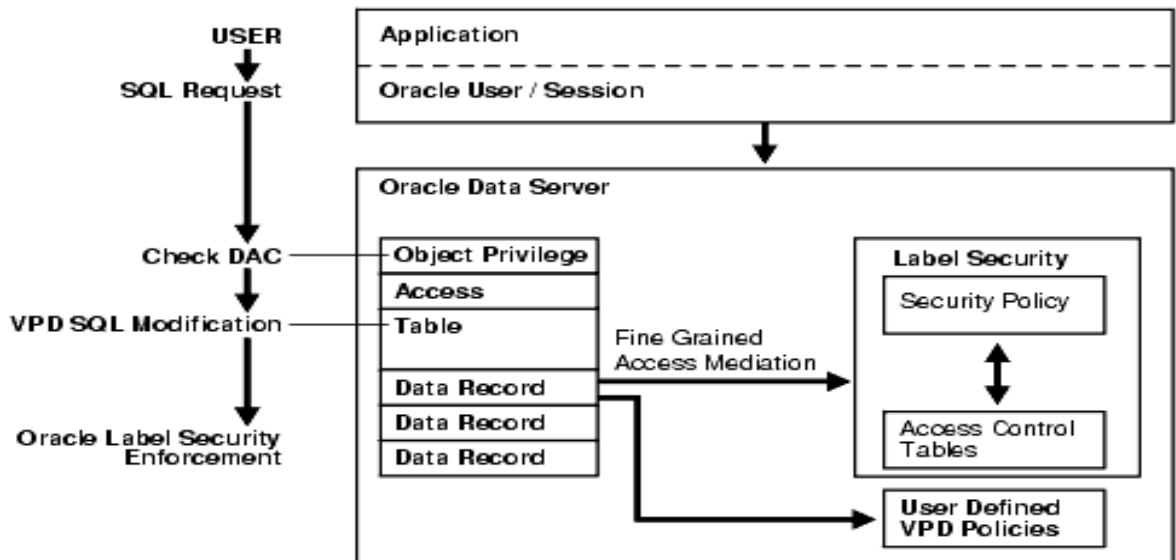 USER
SQL Request
Check DAC
VPD SQL Modification
Oracle Label Security
Enforcement
Application
Oracle User / Session
Oracle Data Server
Object Privilege
Access
Table
Data Record
Data Record
Data Record
Fine Grained
Access Mediation
Label Security
Security Policy
Access Control
Tables
User Defined
VPD Policies